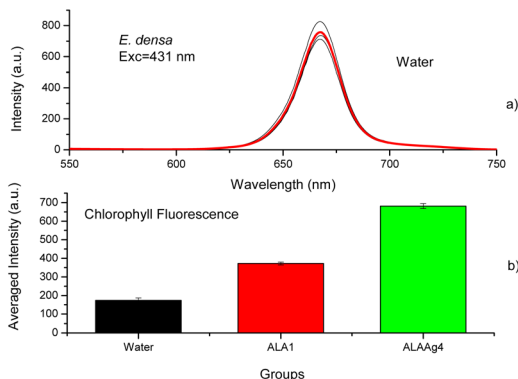 800
600
400
200
0
Intensity (a.u.)
E. densa
Exc=431 nm
Water
a)
550 600 650 700 750
Wavelength (nm)
700
600
500
400
300
200
100
0
Averaged Intensity (a.u.)
Chlorophyll Fluorescence
b)
Water ALA1 ALAAg4
Groups